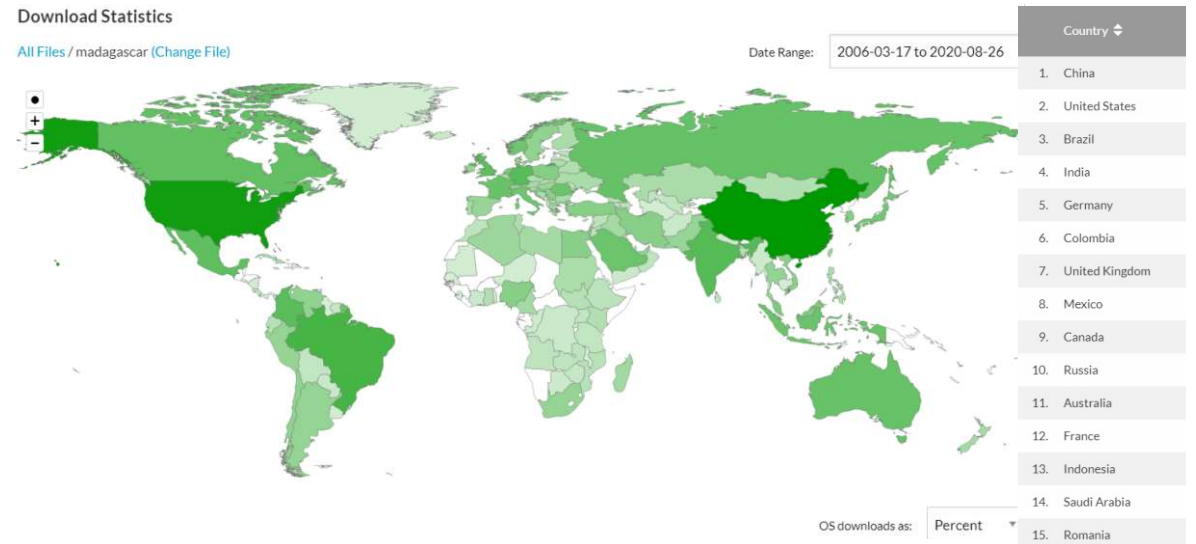 Download Statistics
All Files / madagascar (Change File)
Date Range: 2006-03-17 to 2020-08-26
+
−
OS downloads as: Percent
Country
1. China
2. United States
3. Brazil
4. India
5. Germany
6. Colombia
7. United Kingdom
8. Mexico
9. Canada
10. Russia
11. Australia
12. France
13. Indonesia
14. Saudi Arabia
15. Romania